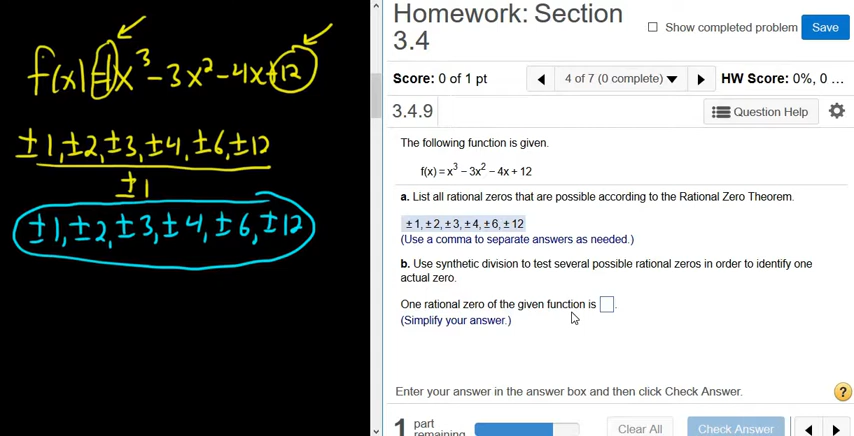 f(x) = 1x³ - 3x² - 4x + 12
±1, ±2, ±3, ±4, ±6, ±12
±1
±1, ±2, ±3, ±4, ±6, ±12
Homework: Section 3.4
Show completed problem
Save
Score: 0 of 1 pt
4 of 7 (0 complete)
HW Score: 0%, 0 ...
3.4.9
Question Help
The following function is given.
f(x) = x³ − 3x² − 4x + 12
a. List all rational zeros that are possible according to the Rational Zero Theorem.
± 1, ± 2, ± 3, ± 4, ± 6, ± 12
(Use a comma to separate answers as needed.)
b. Use synthetic division to test several possible rational zeros in order to identify one
actual zero.
One rational zero of the given function is .
(Simplify your answer.)
Enter your answer in the answer box and then click Check Answer.
?
1 part
remaining
Clear All
Check Answer